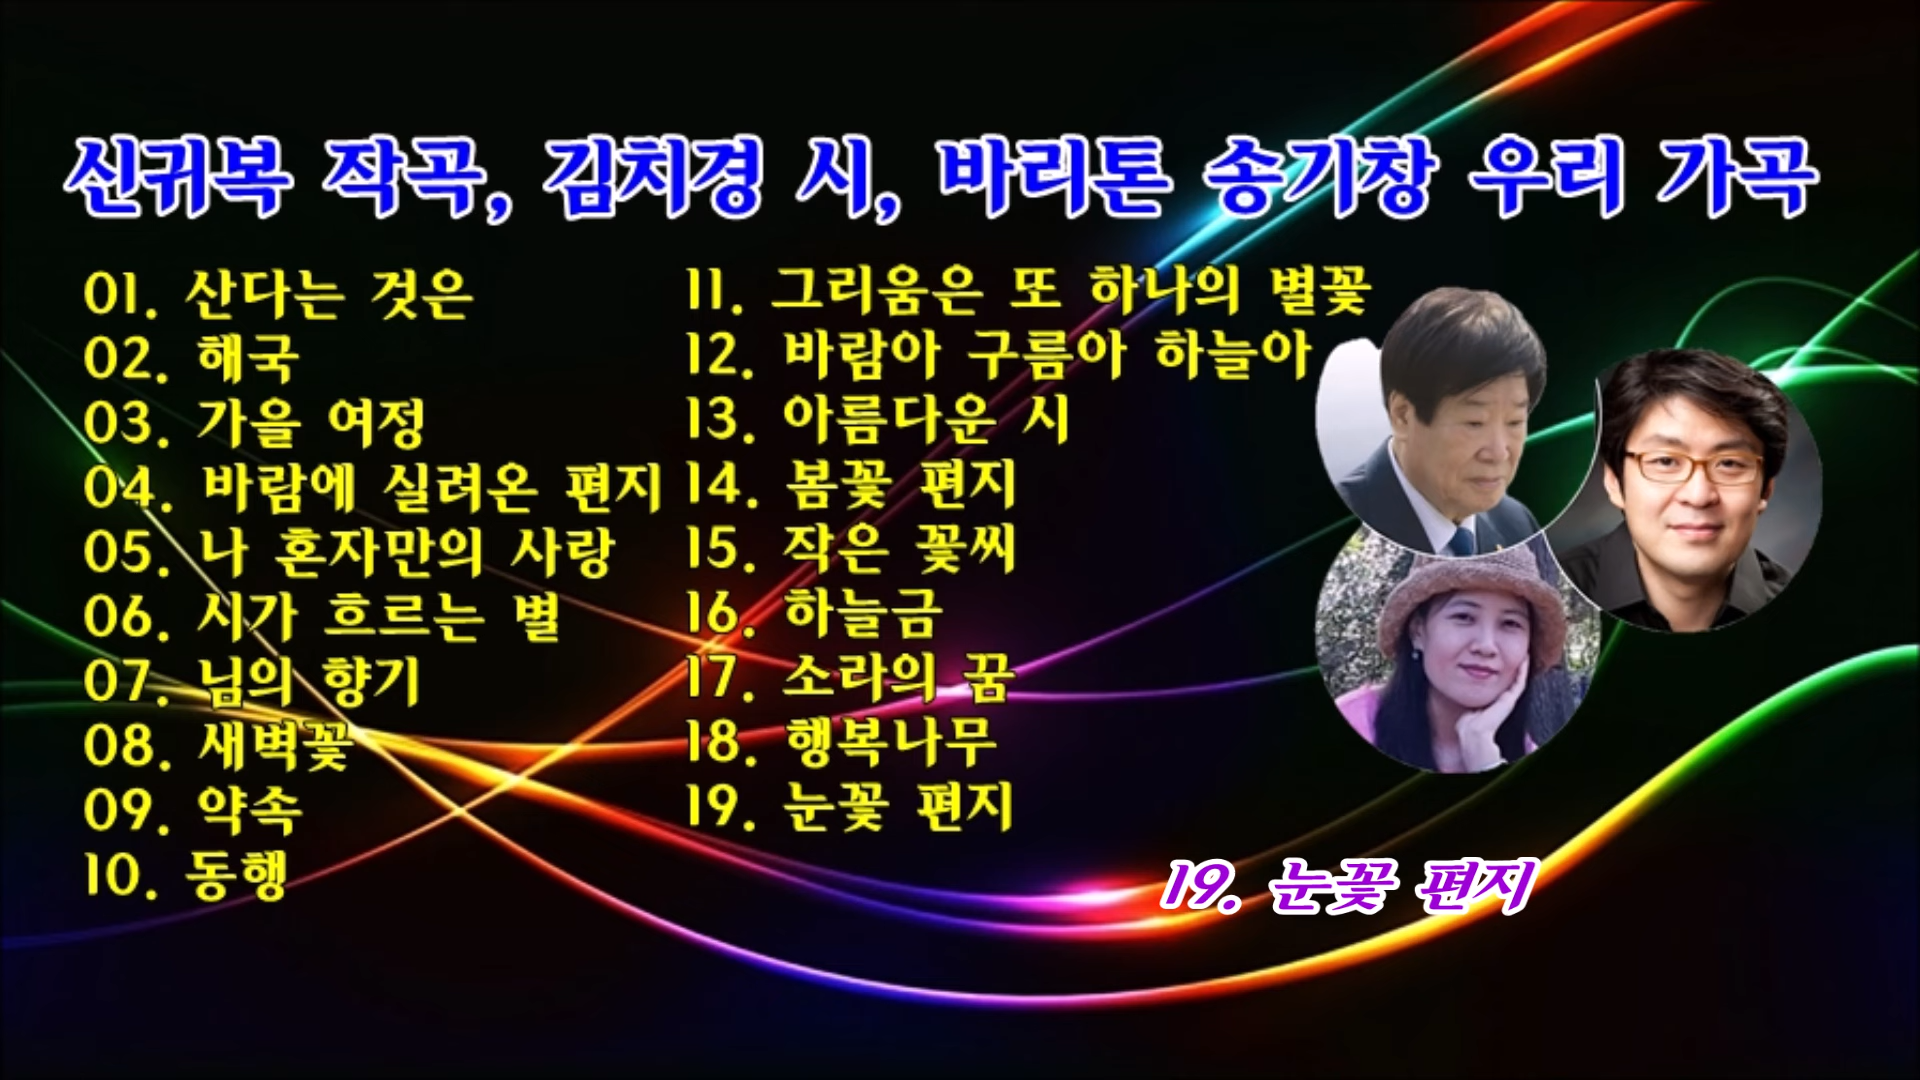 신귀복 작곡, 김치경 시, 바리톤 송기창 우리 가곡
01. 산다는 것은
02. 해국
03. 가을 여정
04. 바람에 실려온 편지
05. 나 혼자만의 사랑
06. 시가 흐르는 별
07. 님의 향기
08. 새벽꽃
09. 약속
10. 동행
11. 그리움은 또 하나의 별꽃
12. 바람아 구름아 하늘아
13. 아름다운 시
14. 봄꽃 편지
15. 작은 꽃씨
16. 하늘금
17. 소라의 꿈
18. 행복나무
19. 눈꽃 편지
19. 눈꽃 편지